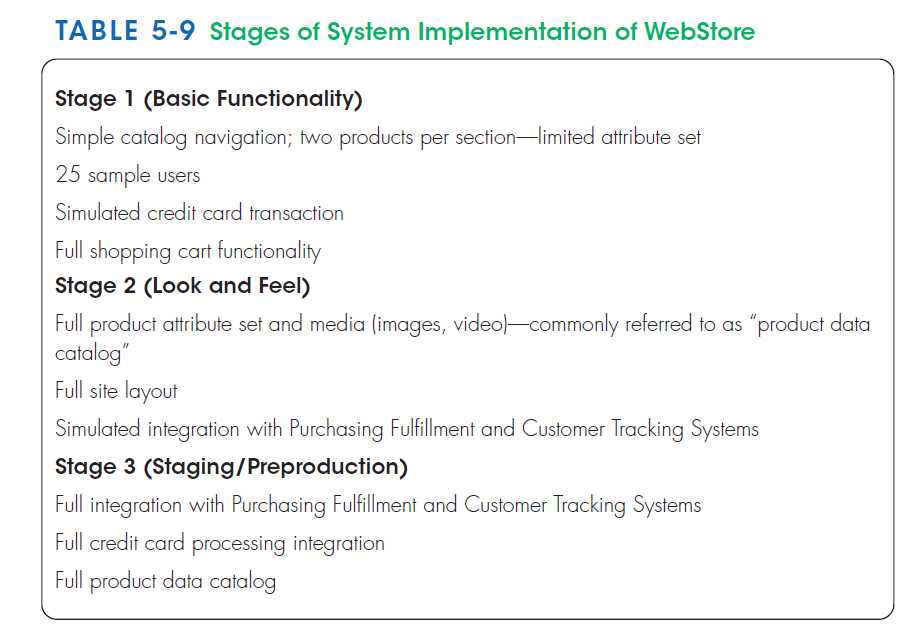 TABLE 5-9 Stages of System Implementation of WebStore
Stage 1 (Basic Functionality)
Simple catalog navigation; two products per section—limited attribute set
25 sample users
Simulated credit card transaction
Full shopping cart functionality
Stage 2 (Look and Feel)
Full product attribute set and media (images, video)—commonly referred to as “product data
catalog”
Full site layout
Simulated integration with Purchasing Fulfillment and Customer Tracking Systems
Stage 3 (Staging/Preproduction)
Full integration with Purchasing Fulfillment and Customer Tracking Systems
Full credit card processing integration
Full product data catalog